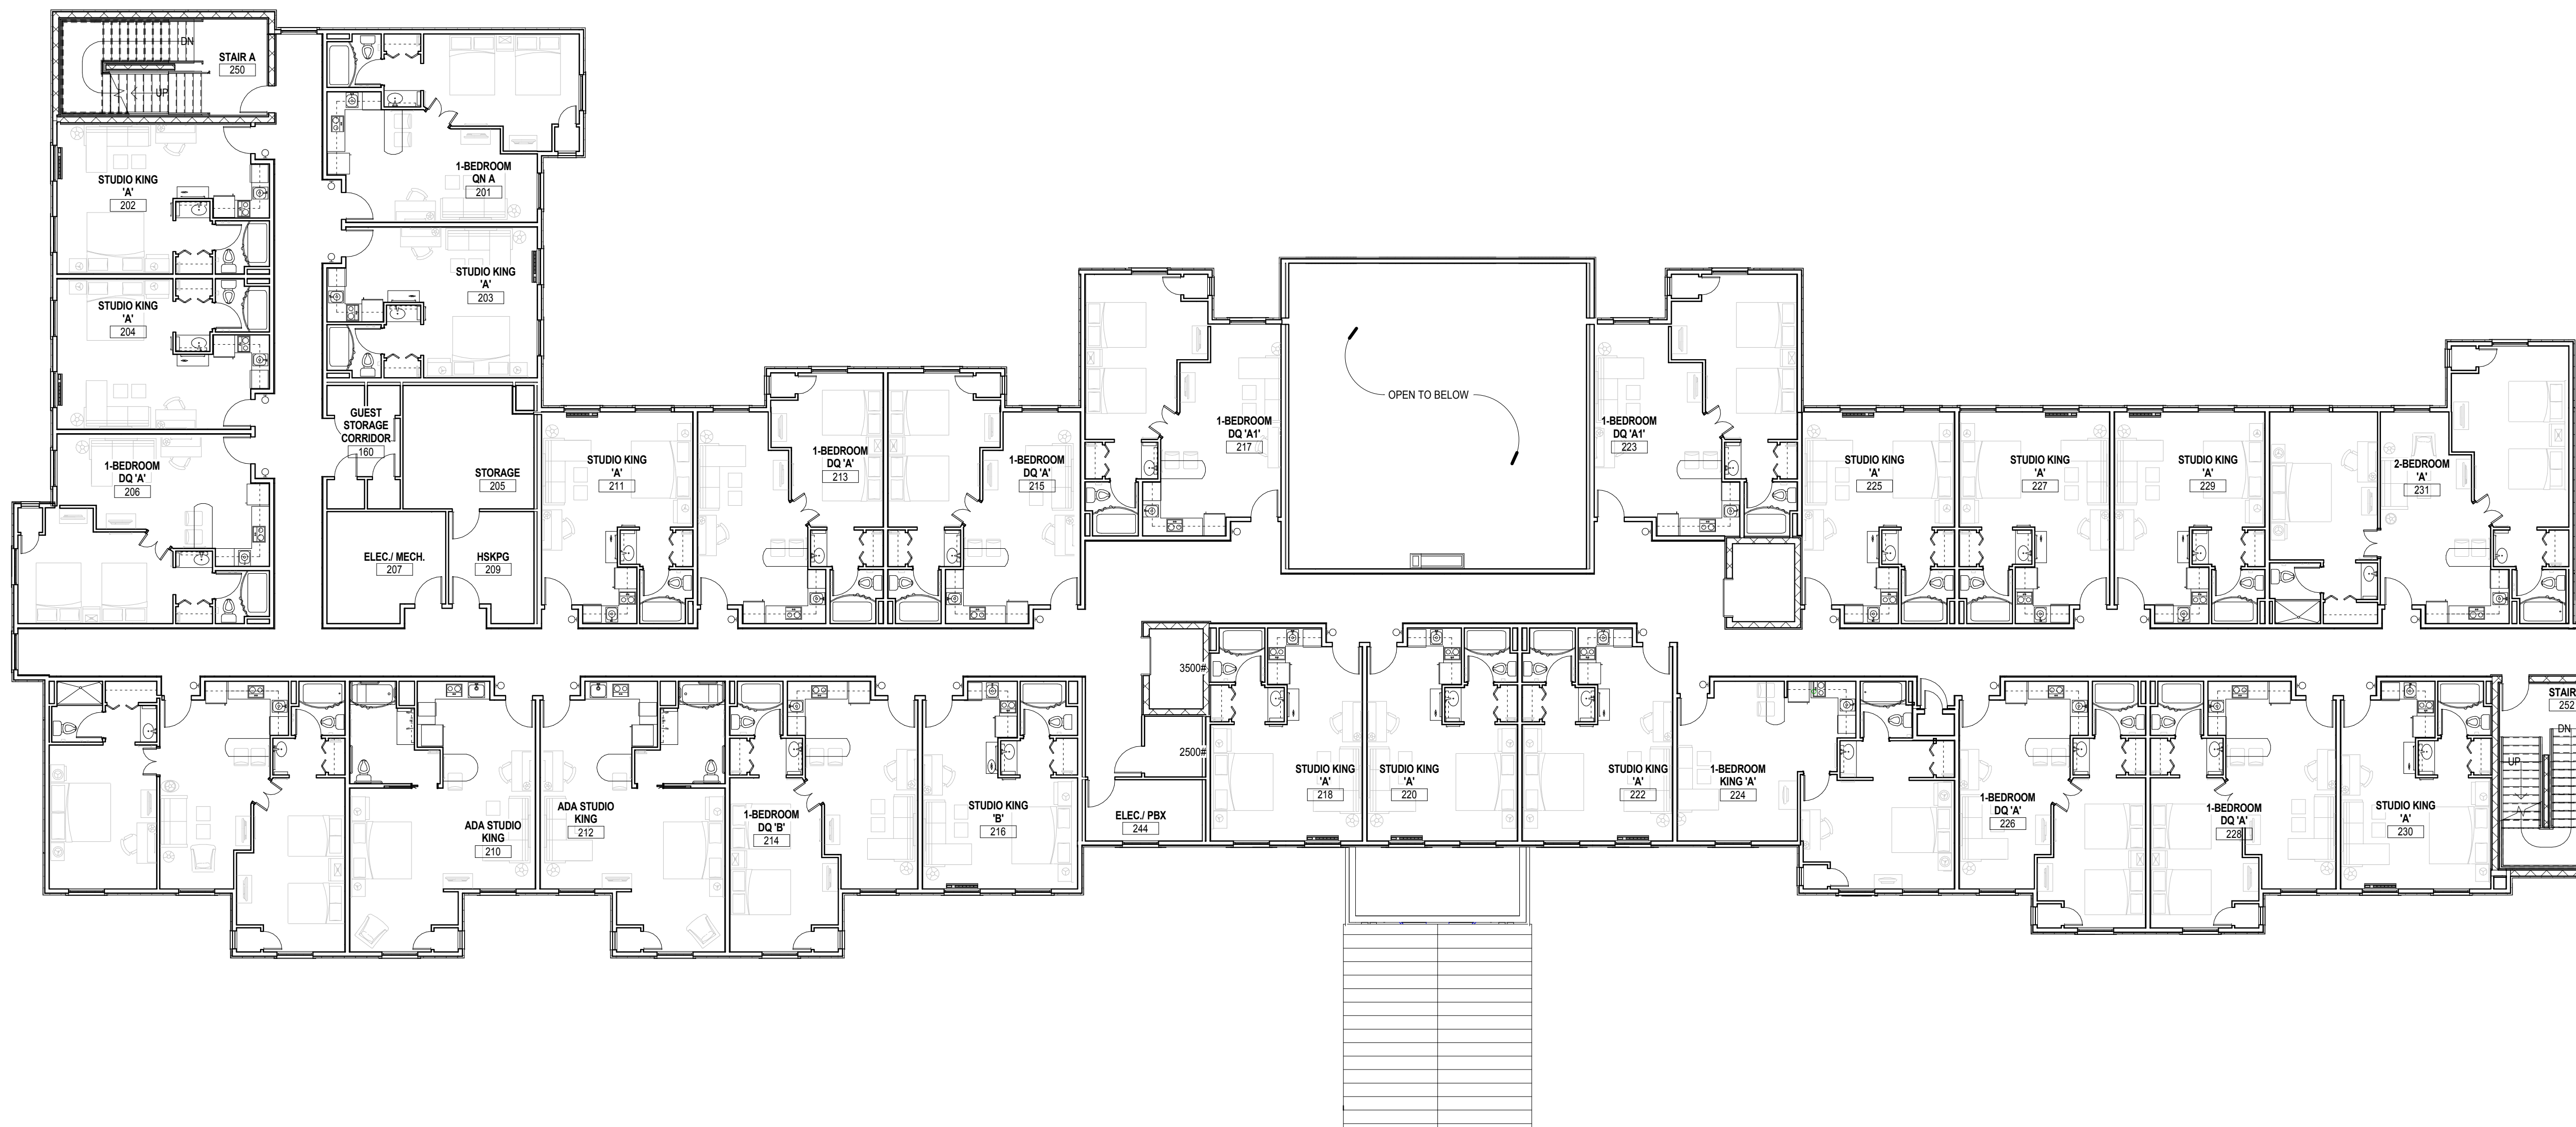 DN
STAIR A
250
UP
1-BEDROOM
QN A
201
STUDIO KING
'A'
202
STUDIO KING
'A'
203
STUDIO KING
'A'
204
GUEST
STORAGE
CORRIDOR
160
1-BEDROOM
DQ 'A'
206
STORAGE
205
ELEC./ MECH.
207
HSKPG
209
STUDIO KING
'A'
211
1-BEDROOM
DQ 'A'
213
1-BEDROOM
DQ 'A'
215
1-BEDROOM
DQ 'A1'
217
OPEN TO BELOW
1-BEDROOM
DQ 'A1'
223
STUDIO KING
'A'
225
STUDIO KING
'A'
227
STUDIO KING
'A'
229
2-BEDROOM
'A'
231
3500#
2500#
ADA STUDIO
KING
210
ADA STUDIO
KING
212
1-BEDROOM
DQ 'B'
214
STUDIO KING
'B'
216
ELEC./ PBX
244
STUDIO KING
'A'
218
STUDIO KING
'A'
220
STUDIO KING
'A'
222
1-BEDROOM
KING 'A'
224
1-BEDROOM
DQ 'A'
226
1-BEDROOM
DQ 'A'
228
STUDIO KING
'A'
230
STAIR
252
DN
UP